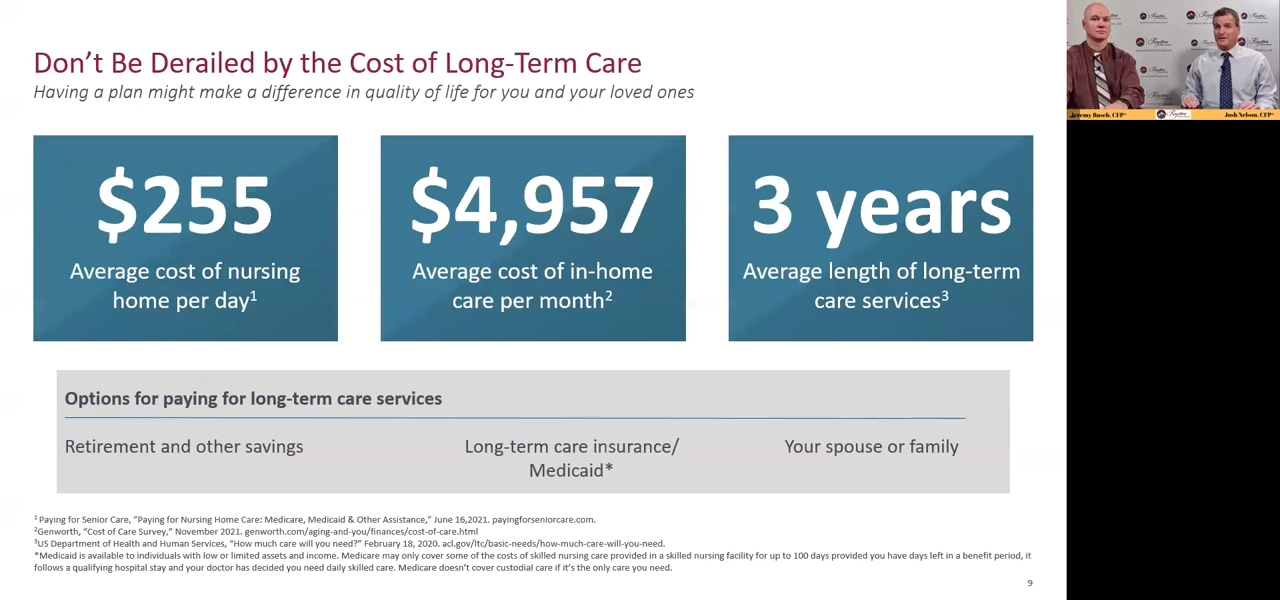 Don’t Be Derailed by the Cost of Long-Term Care
Having a plan might make a difference in quality of life for you and your loved ones
$255
Average cost of nursing
home per day1
$4,957
Average cost of in-home
care per month2
3 years
Average length of long-term
care services3
Options for paying for long-term care services
Retirement and other savings
Long-term care insurance/
Medicaid*
Your spouse or family
1 Paying for Senior Care, "Paying for Nursing Home Care: Medicare, Medicaid & Other Assistance," June 16,2021. payingforseniorcare.com.
2Genworth, “Cost of Care Survey,” November 2021. genworth.com/aging-and-you/finances/cost-of-care.html
3US Department of Health and Human Services, “How much care will you need?” February 18, 2020. acl.gov/ltc/basic-needs/how-much-care-will-you-need.
*Medicaid is available to individuals with low or limited assets and income. Medicare may only cover some of the costs of skilled nursing care provided in a skilled nursing facility for up to 100 days provided you have days left in a benefit period, it
follows a qualifying hospital stay and your doctor has decided you need daily skilled care. Medicare doesn’t cover custodial care if it’s the only care you need.
9
Jeremy Busch, CFP
Josh Nelson, CFP